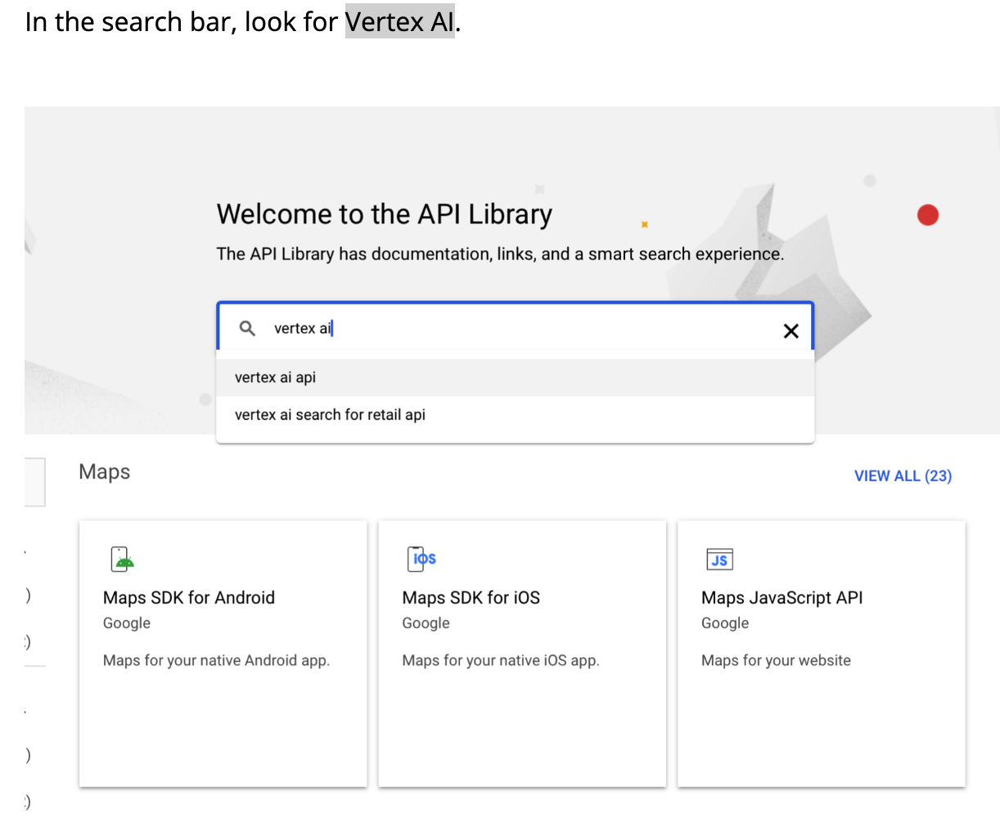 In the search bar, look for Vertex AI.
Welcome to the API Library
The API Library has documentation, links, and a smart search experience.
vertex ai
vertex ai api
vertex ai search for retail api
Maps
VIEW ALL (23)
iOS
JS
Maps SDK for Android
Google
Maps for your native Android app.
Maps SDK for iOS
Google
Maps for your native iOS app.
Maps JavaScript API
Google
Maps for your website
)
)
)
)